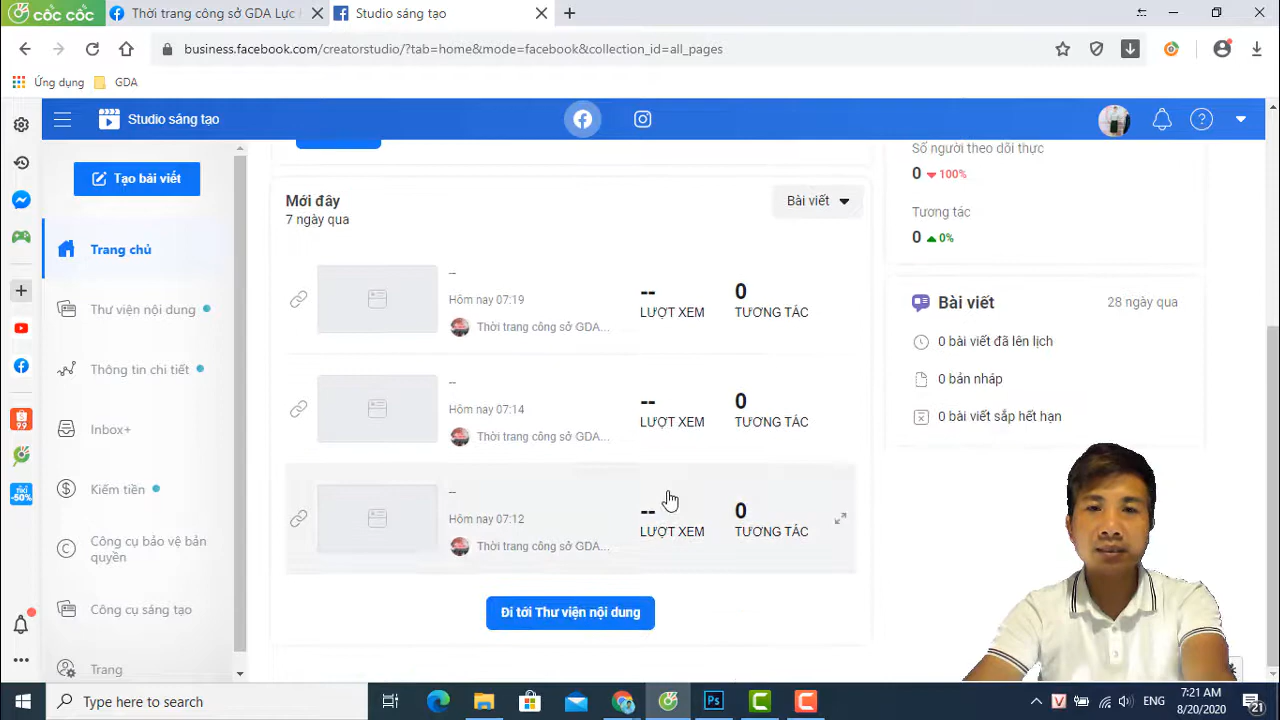 cốc cốc
Thời trang công sở GDA Lực
Studio sáng tạo
business.facebook.com/creatorstudio/?tab=home&mode=facebook&collection_id=all_pages
Ứng dụng
GDA
Studio sáng tạo
Tạo bài viết
Trang chủ
Thư viện nội dung
Thông tin chi tiết
Inbox+
Kiếm tiền
Công cụ bảo vệ bản
quyền
Công cụ sáng tạo
Trang
Mới đây
7 ngày qua
Bài viết
--
Hôm nay 07:19
Thời trang công sở GDA...
--
LƯỢT XEM
0
TƯƠNG TÁC
--
Hôm nay 07:14
Thời trang công sở GDA...
--
LƯỢT XEM
0
TƯƠNG TÁC
--
Hôm nay 07:12
Thời trang công sở GDA...
--
LƯỢT XEM
0
TƯƠNG TÁC
Đi tới Thư viện nội dung
Số người theo dõi thực
0 100%
Tương tác
0 0%
Bài viết
28 ngày qua
0 bài viết đã lên lịch
0 bản nháp
0 bài viết sắp hết hạn
99
TIKI
-50%
Type here to search
Ps
V
ENG
7:21 AM
8/20/2020
21